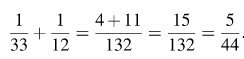 1/33 + 1/12 = 4+11/132 = 15/132 = 5/44.